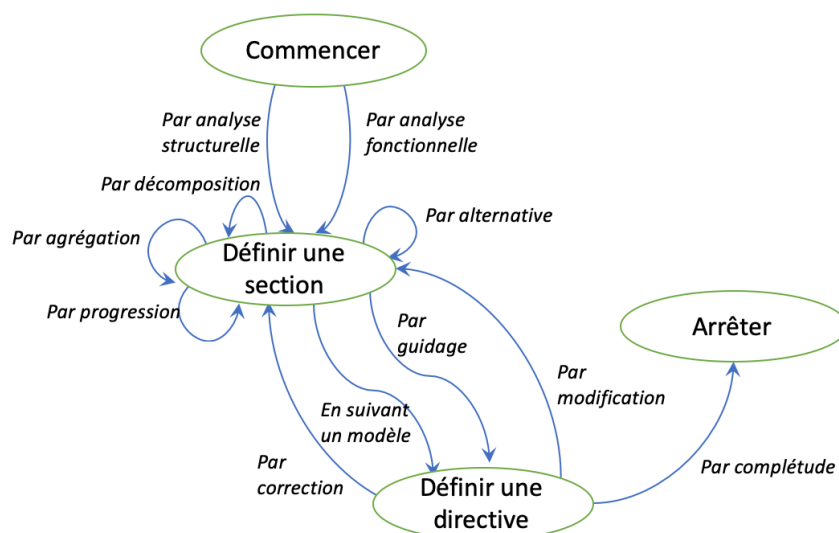 Commencer
Par analyse
structurelle
Par analyse
fonctionnelle
Par décomposition
Par alternative
Par agrégation
Définir une
section
Par progression
Par
guidage
Arrêter
Par
modification
En suivant
un modèle
Par
correction
Par complétude
Définir une
directive